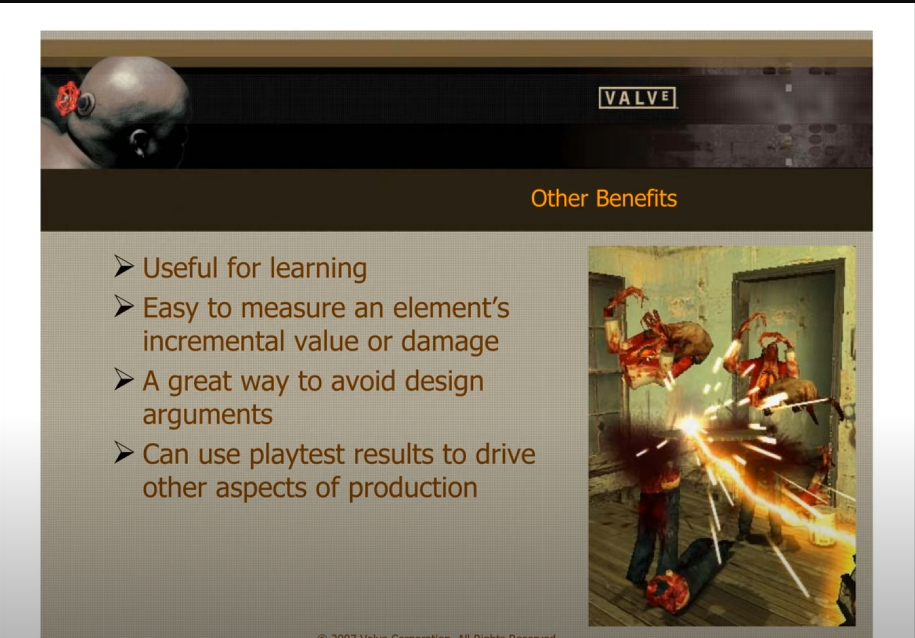 VALVE
Other Benefits
Useful for learning
Easy to measure an element's
incremental value or damage
A great way to avoid design
arguments
Can use playtest results to drive
other aspects of production
© 2007 Valve Corporation. All Rights Reserved.